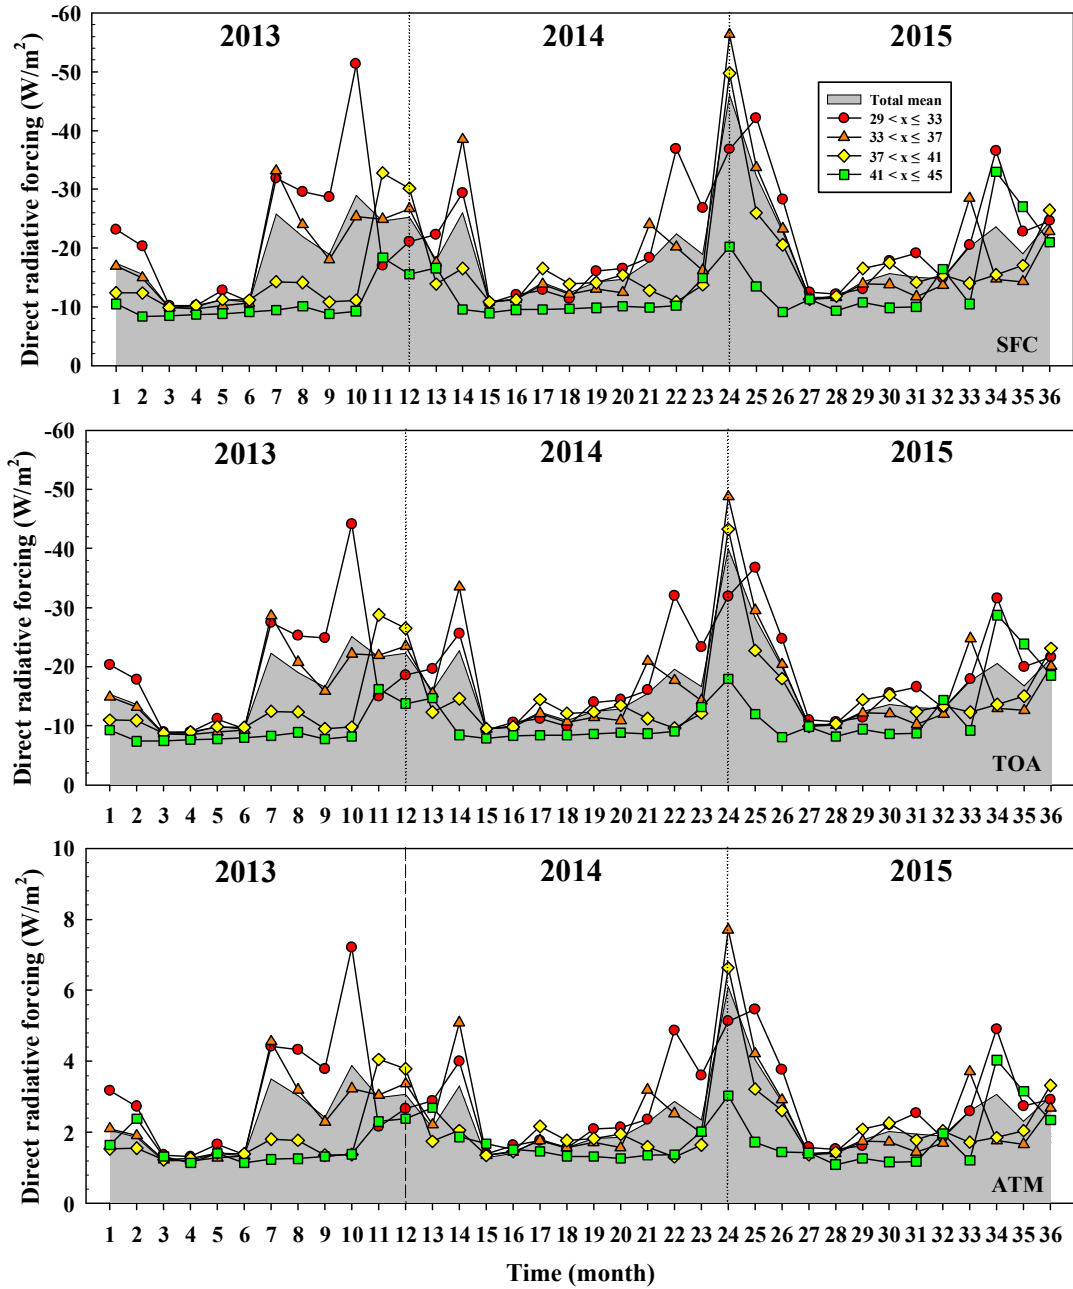 Direct radiative forcing (W/m²)
-60
-50
-40
-30
-20
-10
0
2013 2014 2015
Total mean
29 < x ≤ 33
33 < x ≤ 37
37 < x ≤ 41
41 < x ≤ 45
SFC
1 2 3 4 5 6 7 8 9 10 11 12 13 14 15 16 17 18 19 20 21 22 23 24 25 26 27 28 29 30 31 32 33 34 35 36
Direct radiative forcing (W/m²)
-60
-50
-40
-30
-20
-10
0
2013 2014 2015
TOA
1 2 3 4 5 6 7 8 9 10 11 12 13 14 15 16 17 18 19 20 21 22 23 24 25 26 27 28 29 30 31 32 33 34 35 36
Direct radiative forcing (W/m²)
10
8
6
4
2
0
2013 2014 2015
ATM
1 2 3 4 5 6 7 8 9 10 11 12 13 14 15 16 17 18 19 20 21 22 23 24 25 26 27 28 29 30 31 32 33 34 35 36
Time (month)